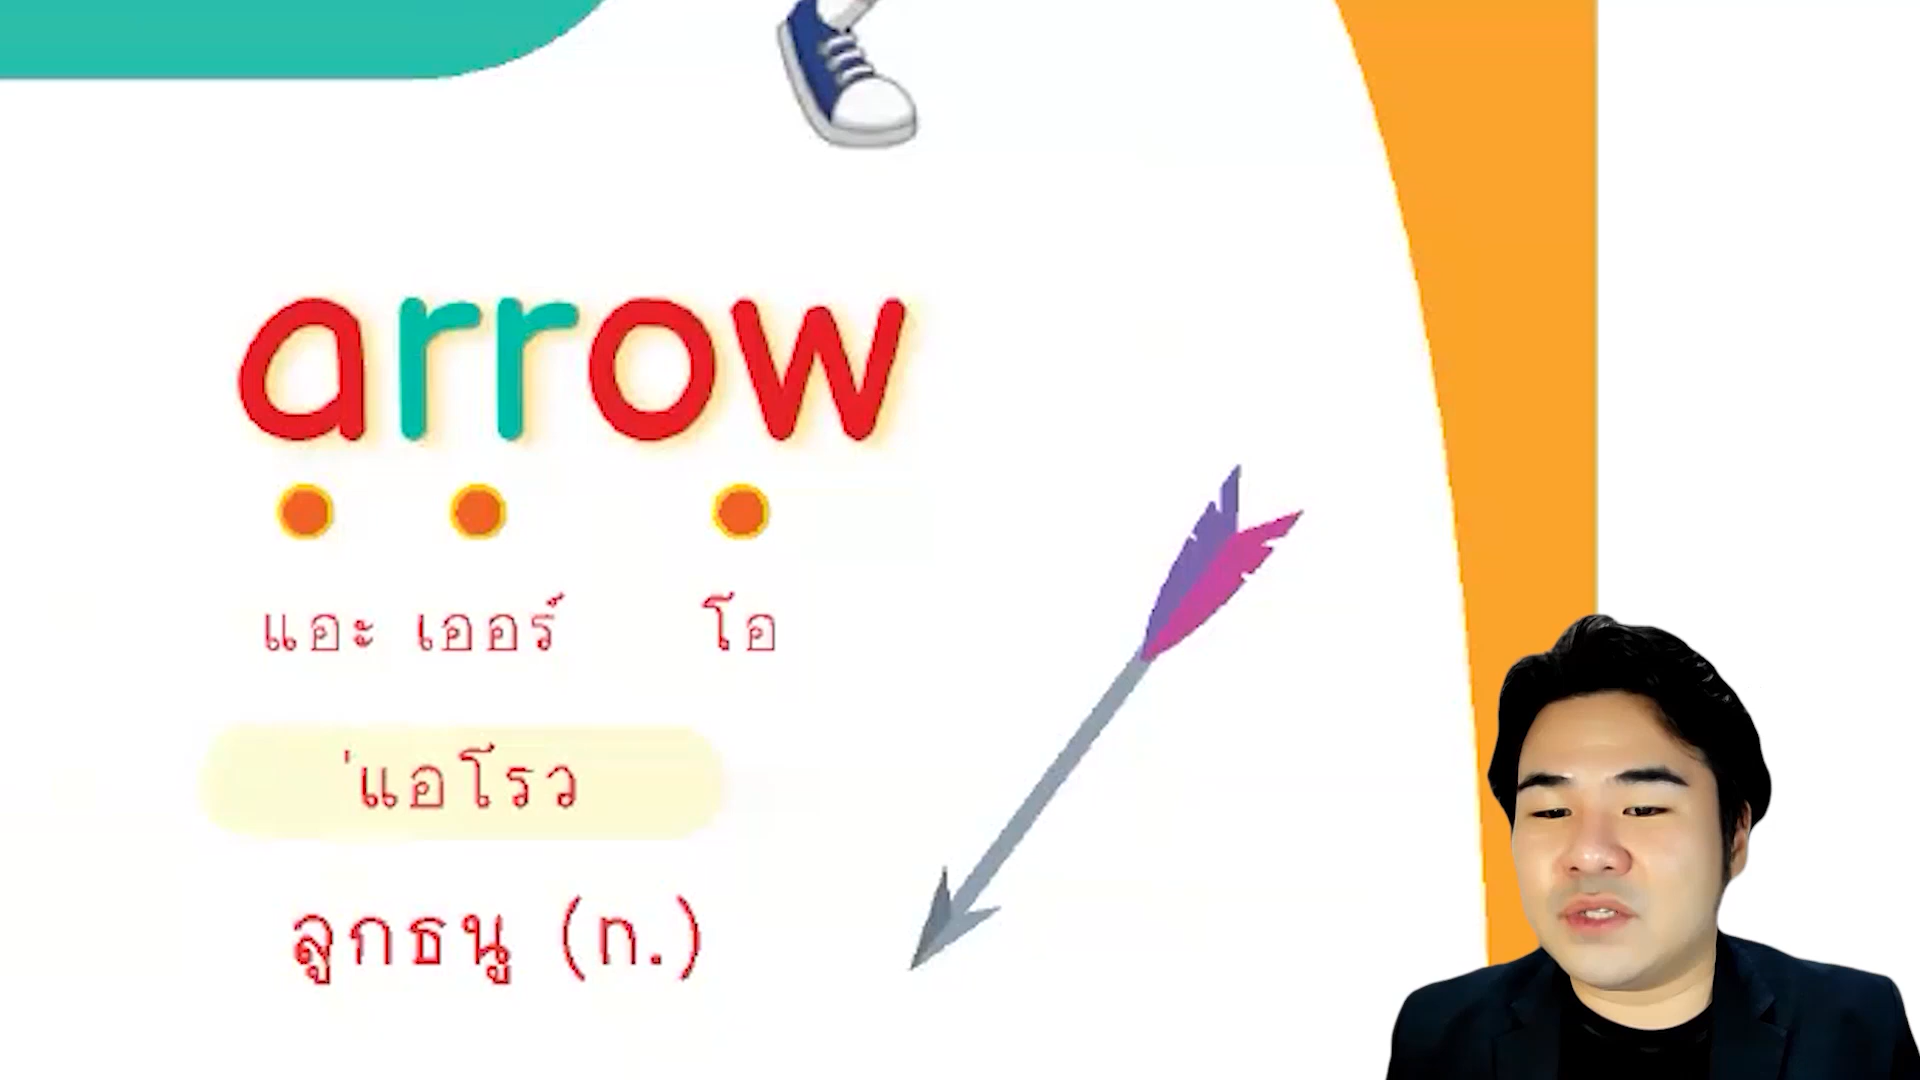 arrow
แอะ เออร์ โอ
'แอโรว
ลูกธนู (n.)